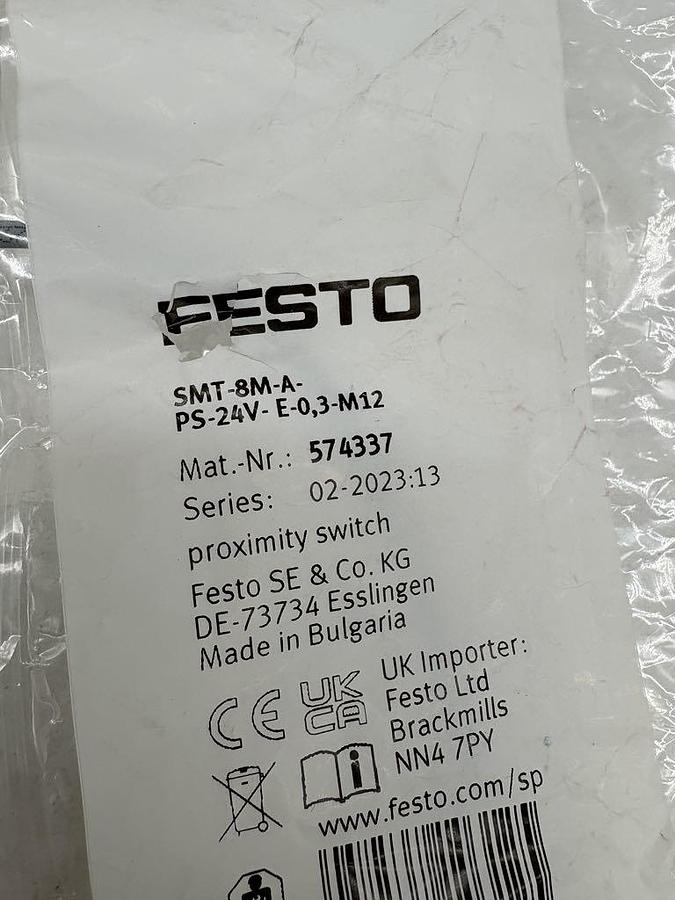 FESTO
SMT-8M-A-
PS-24V- E-0,3-M12
Mat.-Nr.: 574337
Series: 02-2023:13
proximity switch
Festo SE & Co. KG
DE-73734 Esslingen
Made in Bulgaria
CE UKCA
UK Importer:
Festo Ltd
Brackmills
NN4 7PY
i
www.festo.com/sp